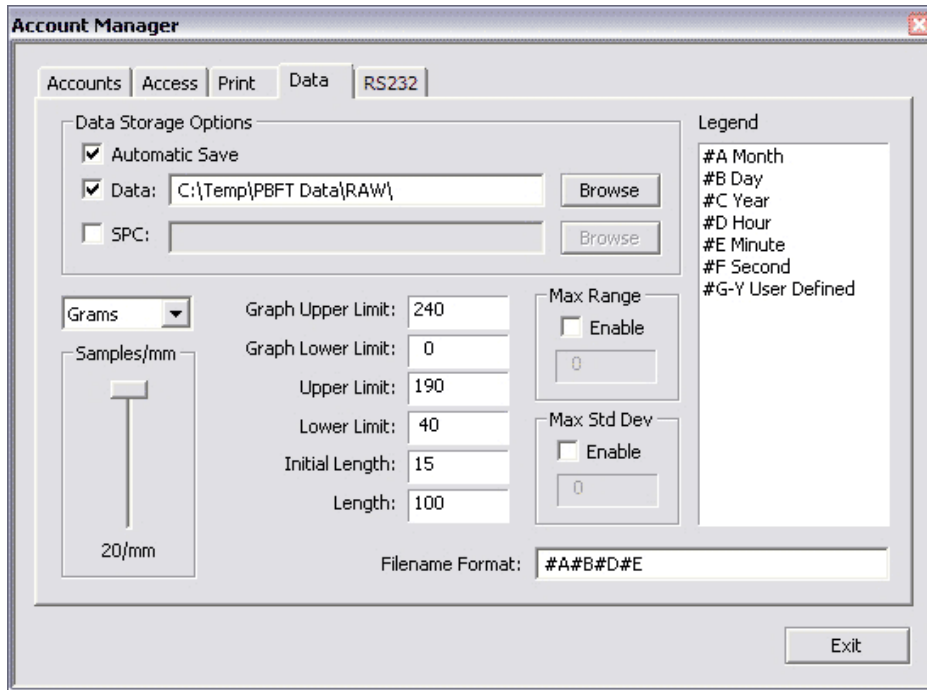 Account Manager
Accounts Access Print Data RS232
Data Storage Options
Automatic Save
Data: C:\Temp\PBFT Data\RAW\ Browse
SPC: Browse
Grams
Samples/mm
20/mm
Graph Upper Limit: 240
Graph Lower Limit: 0
Upper Limit: 190
Lower Limit: 40
Initial Length: 15
Length: 100
Max Range
Enable
0
Max Std Dev
Enable
0
Legend
#A Month
#B Day
#C Year
#D Hour
#E Minute
#F Second
#G-Y User Defined
Filename Format: #A#B#D#E
Exit